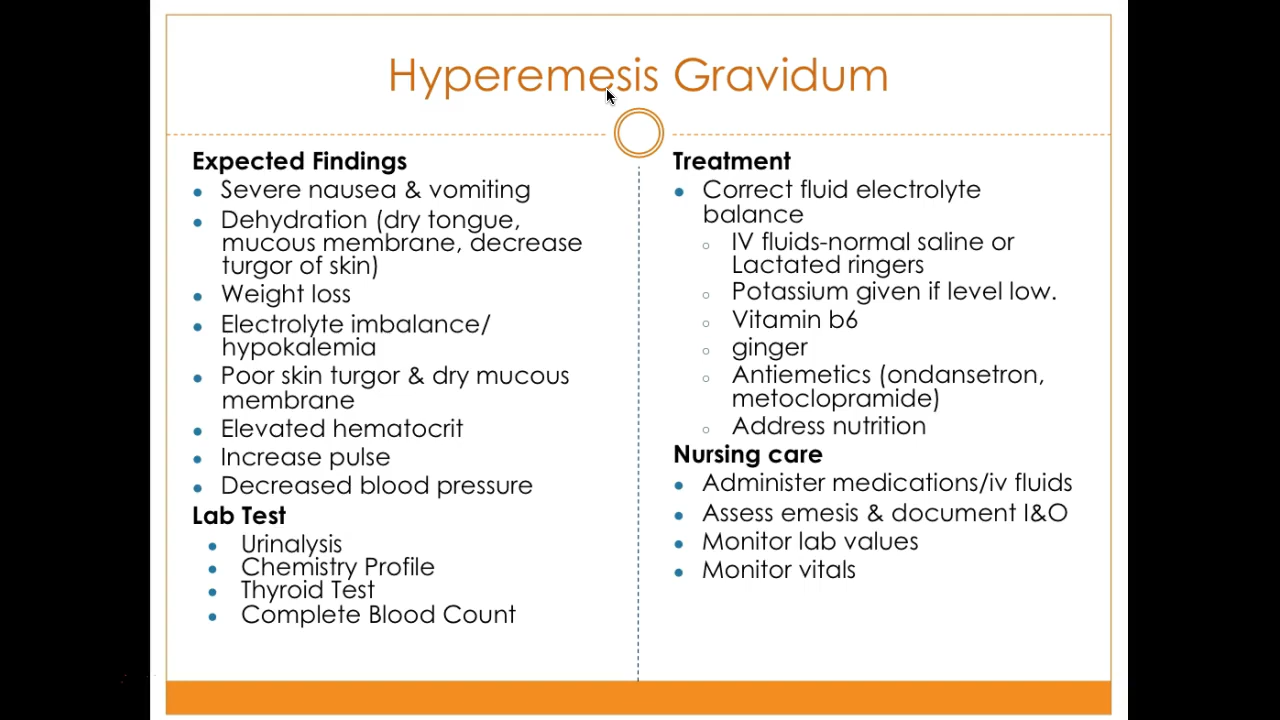 Hyperemesis Gravidum
Expected Findings
Severe nausea & vomiting
Dehydration (dry tongue,
mucous membrane, decrease
turgor of skin)
Weight loss
Electrolyte imbalance/
hypokalemia
Poor skin turgor & dry mucous
membrane
Elevated hematocrit
Increase pulse
Decreased blood pressure
Lab Test
Urinalysis
Chemistry Profile
Thyroid Test
Complete Blood Count
Treatment
Correct fluid electrolyte
balance
IV fluids-normal saline or
Lactated ringers
Potassium given if level low.
Vitamin b6
ginger
Antiemetics (ondansetron,
metoclopramide)
Address nutrition
Nursing care
Administer medications/iv fluids
Assess emesis & document I&O
Monitor lab values
Monitor vitals